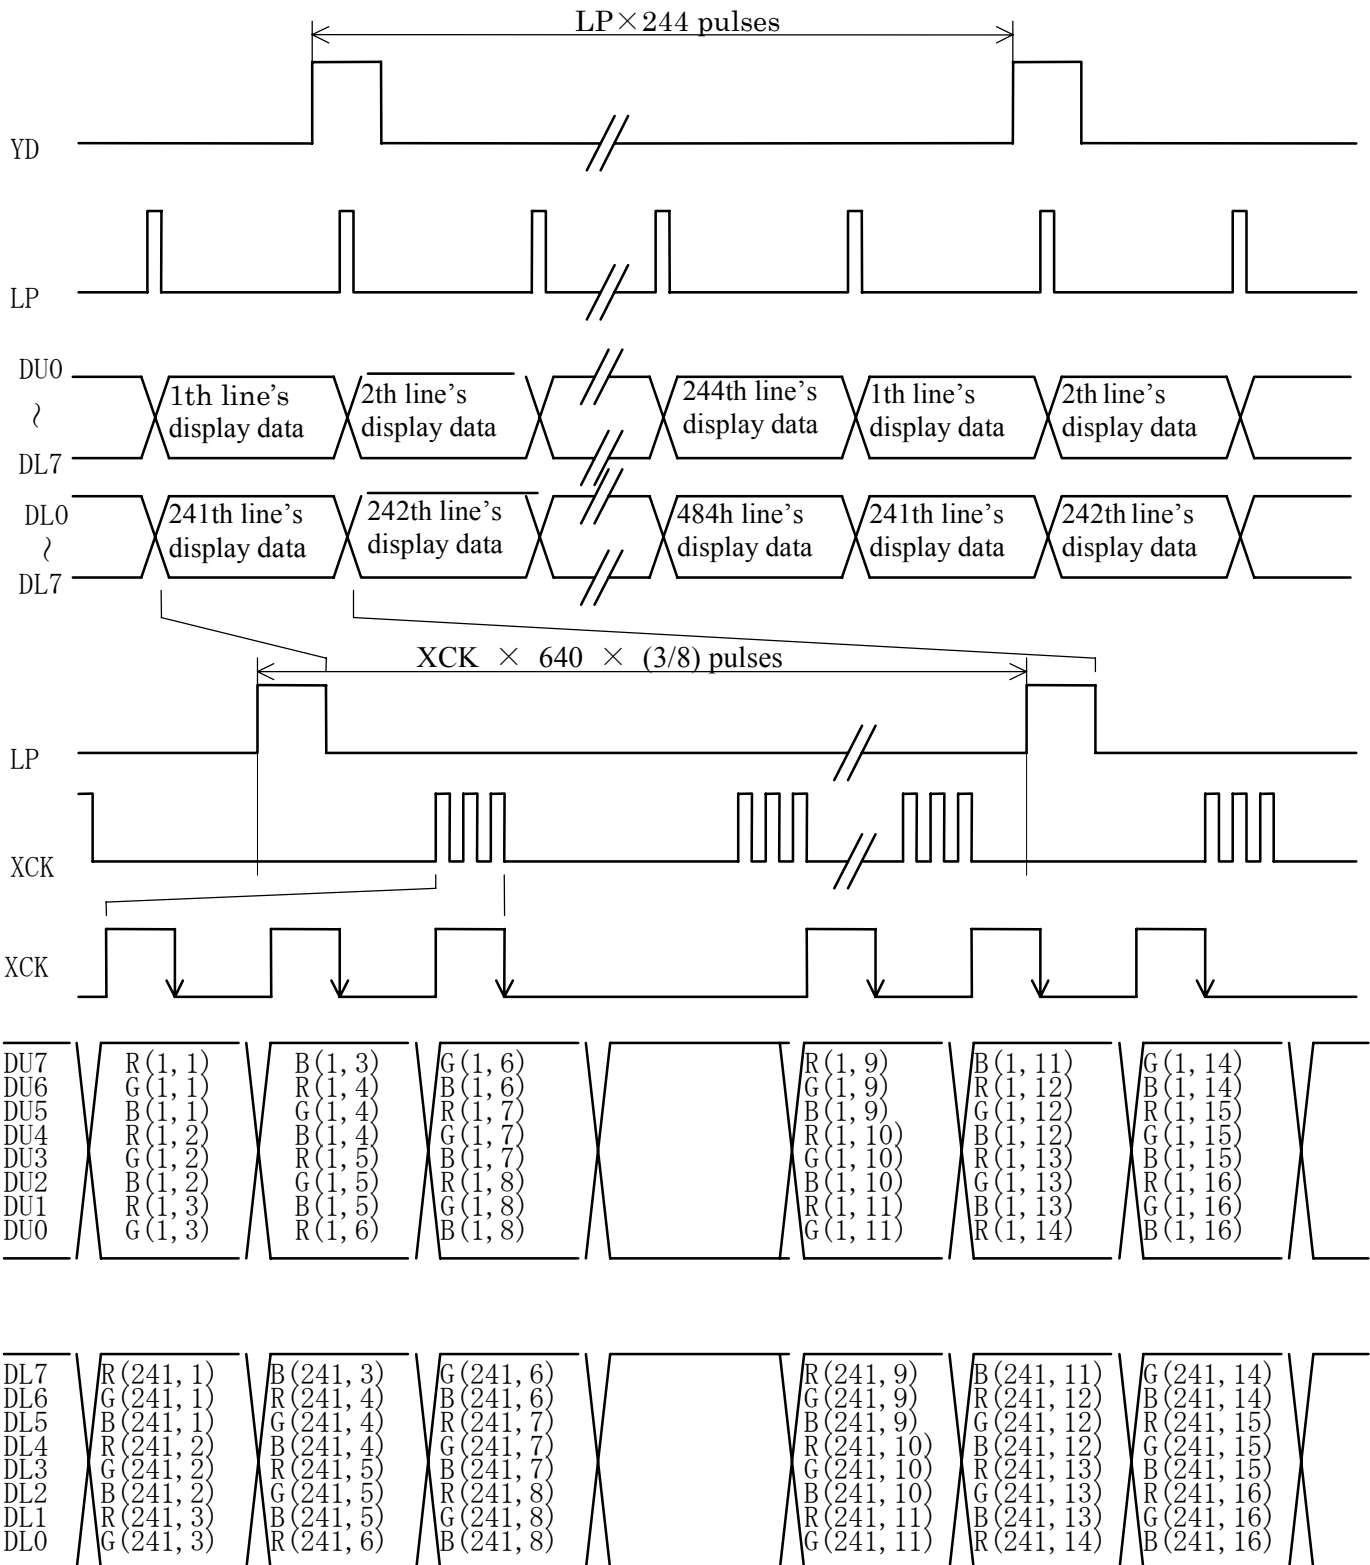 LP×244 pulses
YD
LP
DU0
~
DL7
1th line's
display data
2th line's
display data
244th line's
display data
1th line's
display data
2th line's
display data
DL0
~
DL7
241th line's
display data
242th line's
display data
484h line's
display data
241th line's
display data
242th line's
display data
XCK × 640 × (3/8) pulses
LP
XCK
XCK
DU7 R(1,1) B(1,3) G(1,6) R(1,9) B(1,11) G(1,14)
DU6 G(1,1) R(1,4) B(1,6) G(1,9) R(1,12) B(1,14)
DU5 B(1,1) G(1,4) R(1,7) B(1,9) G(1,12) R(1,15)
DU4 R(1,2) B(1,4) G(1,7) R(1,10) B(1,12) G(1,15)
DU3 G(1,2) R(1,5) B(1,7) G(1,10) R(1,13) B(1,15)
DU2 B(1,2) G(1,5) R(1,8) B(1,10) G(1,13) R(1,16)
DU1 R(1,3) B(1,5) G(1,8) R(1,11) B(1,13) G(1,16)
DU0 G(1,3) R(1,6) B(1,8) G(1,11) R(1,14) B(1,16)
DL7 R(241,1) B(241,3) G(241,6) R(241,9) B(241,11) G(241,14)
DL6 G(241,1) R(241,4) B(241,6) G(241,9) R(241,12) B(241,14)
DL5 B(241,1) G(241,4) R(241,7) B(241,9) G(241,12) R(241,15)
DL4 R(241,2) B(241,4) G(241,7) R(241,10) B(241,12) G(241,15)
DL3 G(241,2) R(241,5) B(241,7) G(241,10) R(241,13) B(241,15)
DL2 B(241,2) G(241,5) R(241,8) B(241,10) G(241,13) R(241,16)
DL1 R(241,3) B(241,5) G(241,8) R(241,11) B(241,13) G(241,16)
DL0 G(241,3) R(241,6) B(241,8) G(241,11) R(241,14) B(241,16)